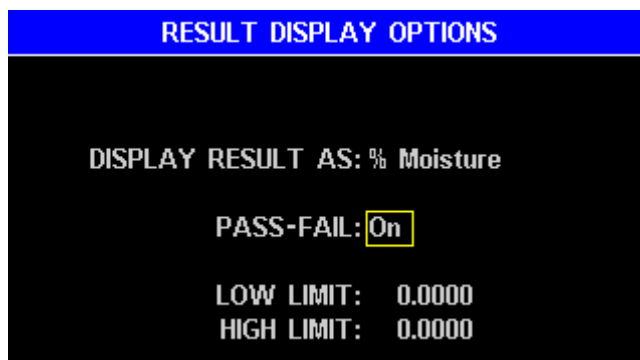 RESULT DISPLAY OPTIONS
DISPLAY RESULT AS: % Moisture
PASS-FAIL: On
LOW LIMIT: 0.0000
HIGH LIMIT: 0.0000